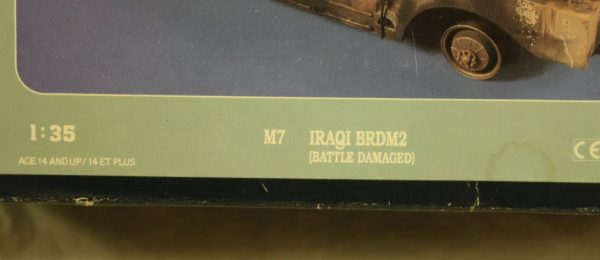 1:35
AGE 14 AND UP / 14 ET PLUS
M7 IRAQI BRDM2
(BATTLE DAMAGED)
CE